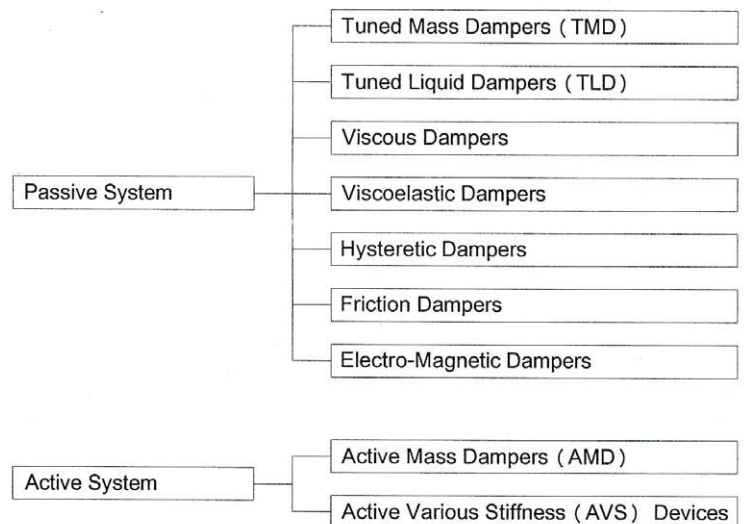 Tuned Mass Dampers (TMD)
Tuned Liquid Dampers (TLD)
Viscous Dampers
Passive System
Viscoelastic Dampers
Hysteretic Dampers
Friction Dampers
Electro-Magnetic Dampers
Active Mass Dampers (AMD)
Active System
Active Various Stiffness (AVS) Devices